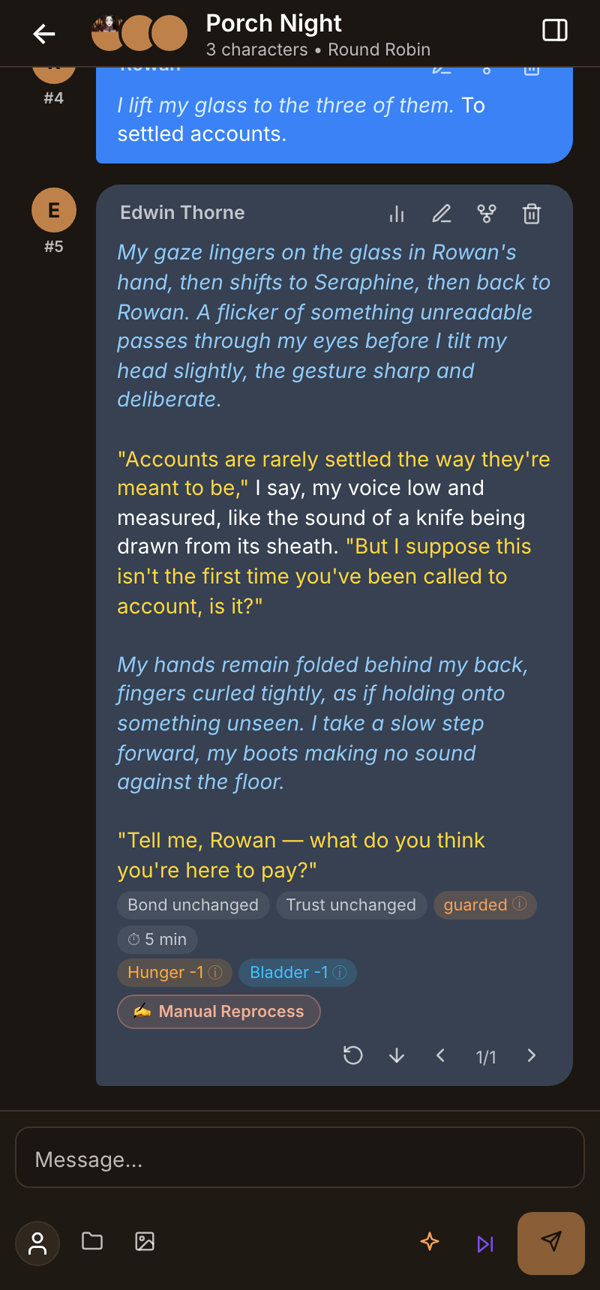 Porch Night
3 characters • Round Robin
Rowan
#4
I lift my glass to the three of them. To
settled accounts.
E
Edwin Thorne
#5
My gaze lingers on the glass in Rowan's
hand, then shifts to Seraphine, then back to
Rowan. A flicker of something unreadable
passes through my eyes before I tilt my
head slightly, the gesture sharp and
deliberate.
"Accounts are rarely settled the way they're
meant to be," I say, my voice low and
measured, like the sound of a knife being
drawn from its sheath. "But I suppose this
isn't the first time you've been called to
account, is it?"
My hands remain folded behind my back,
fingers curled tightly, as if holding onto
something unseen. I take a slow step
forward, my boots making no sound
against the floor.
"Tell me, Rowan — what do you think
you're here to pay?"
Bond unchanged Trust unchanged guarded ⓘ
⏱ 5 min
Hunger -1 ⓘ Bladder -1 ⓘ
✍️ Manual Reprocess
1/1
Message...